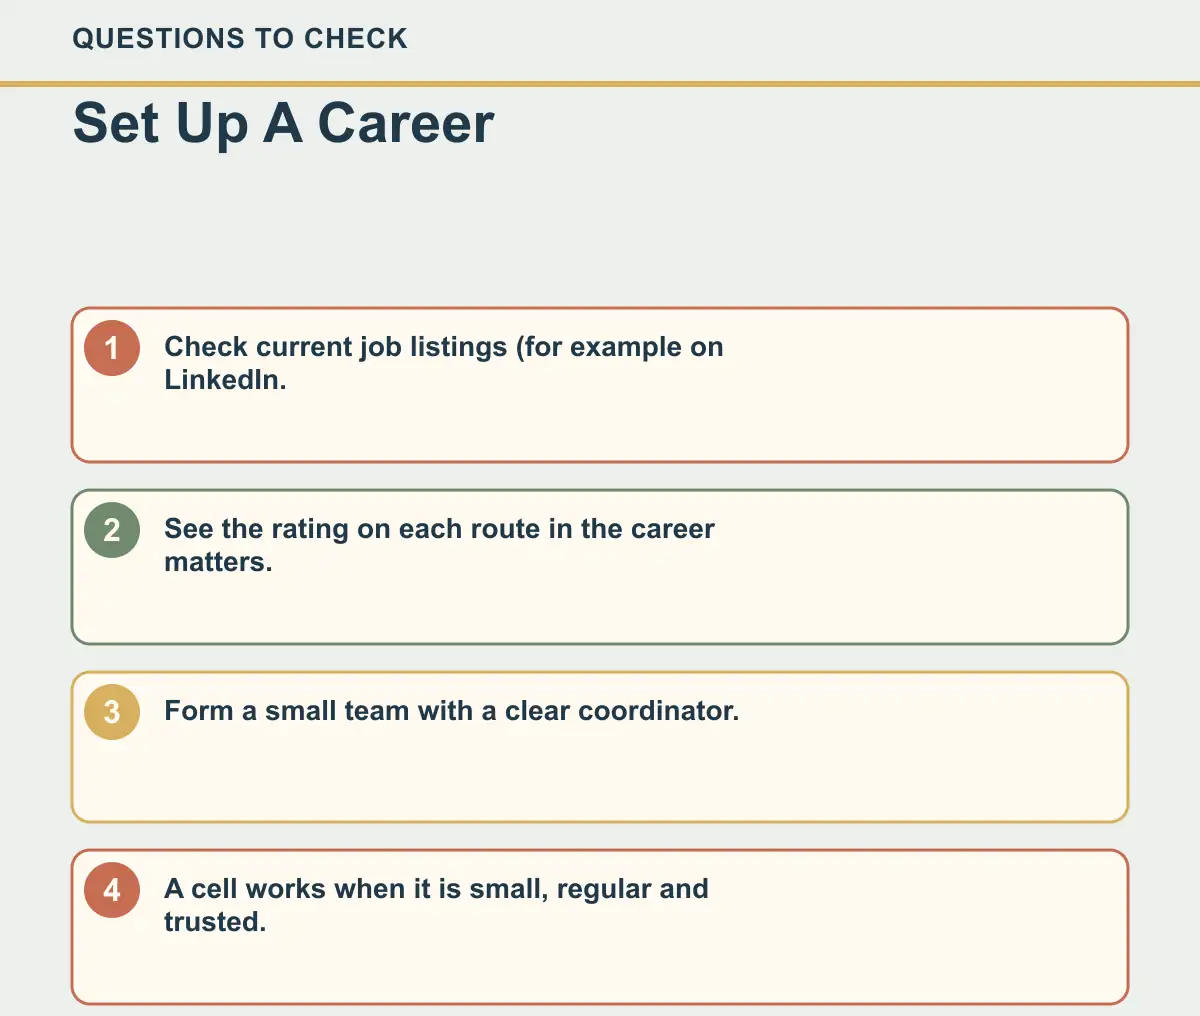 QUESTIONS TO CHECK
Set Up A Career
1
Check current job listings (for example on
LinkedIn.
2
See the rating on each route in the career
matters.
3
Form a small team with a clear coordinator.
4
A cell works when it is small, regular and
trusted.